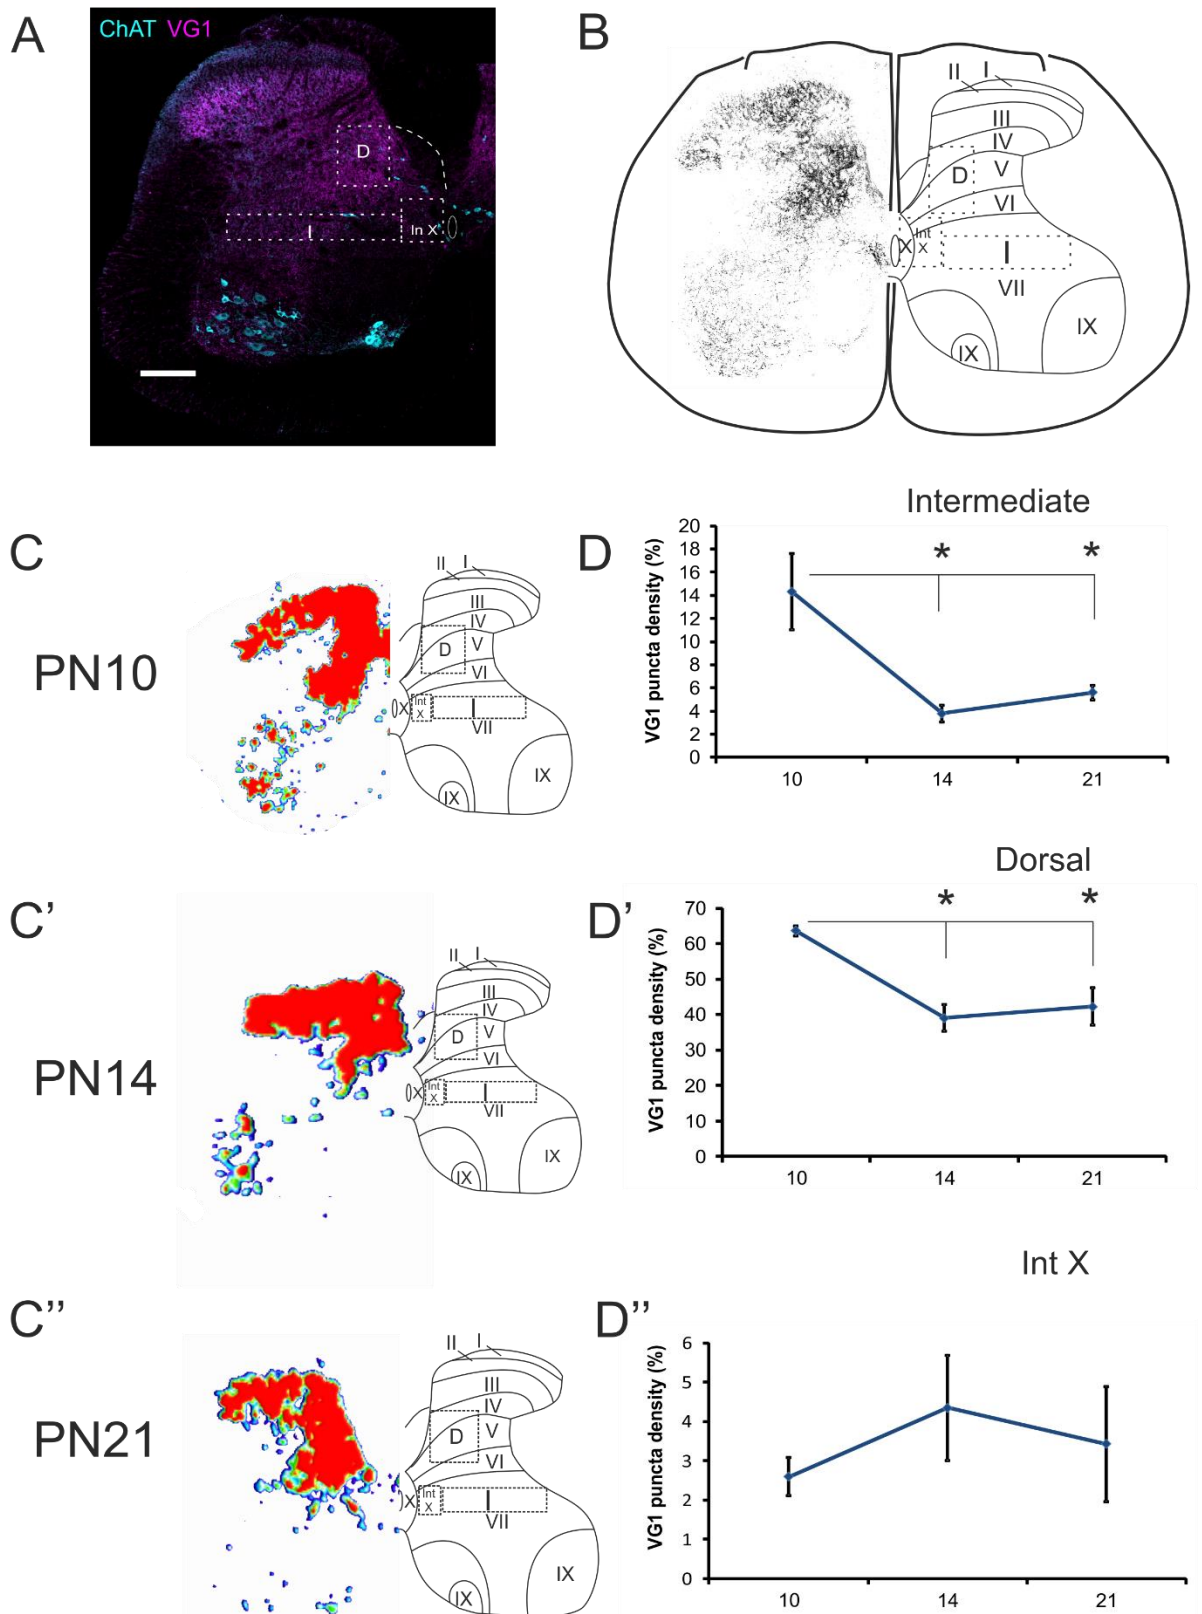 A
ChAT VG1
D
I
In X
B
I
II
III
IV
V
D
VI
X
Int
X
I
VII
IX
IX
C
PN10
I
II
III
IV
D
V
VI
X
Int
X
I
VII
IX
IX
D
Intermediate
VG1 puncta density (%)
20
18
16
14
12
10
8
6
4
2
0
* *
10 14 21
C’
PN14
I
II
III
IV
D
V
VI
X
Int
X
I
VII
IX
IX
D’
Dorsal
VG1 puncta density (%)
70
60
50
40
30
20
10
0
* *
10 14 21
C’’
PN21
I
II
III
IV
D
V
VI
X
Int
X
I
VII
IX
IX
D’’
Int X
VG1 puncta density (%)
6
5
4
3
2
1
0
10 14 21